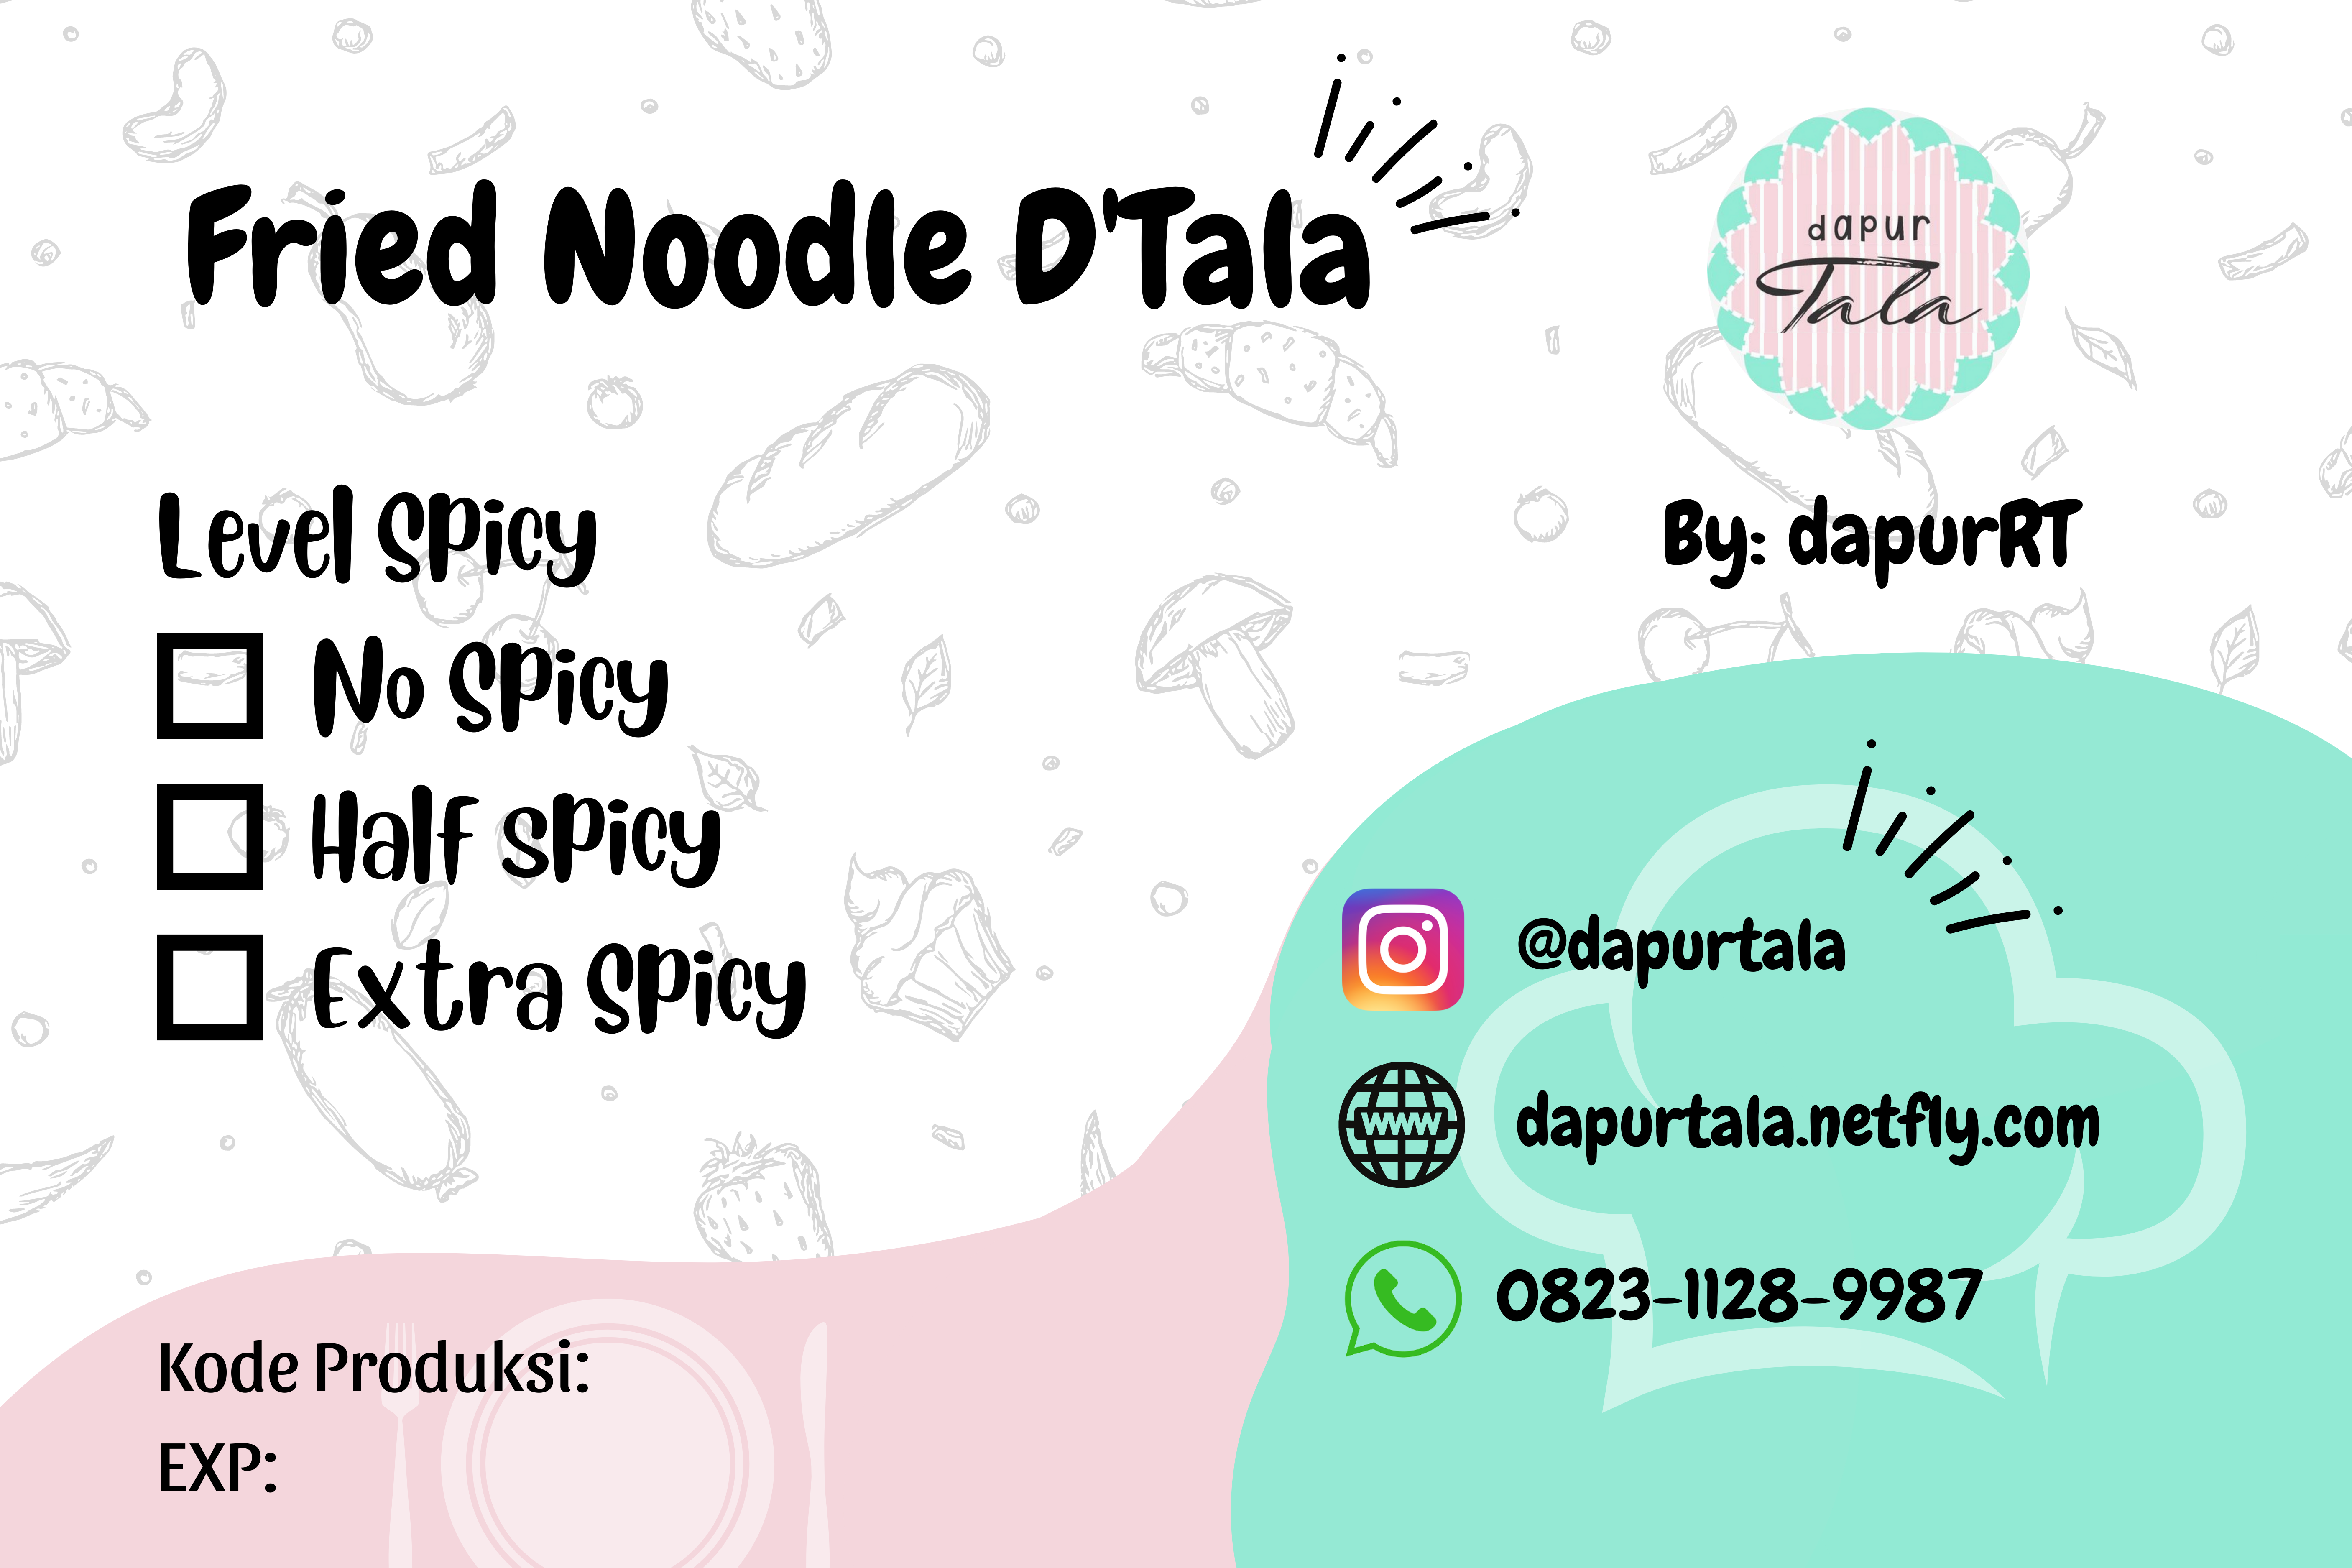 Fried Noodle D'Tala
dapur
Tala
Level Spicy
By: dapurRT
No Spicy
Half spicy
Extra Spicy
@dapurtala
www
dapurtala.netfly.com
0823-1128-9987
Kode Produksi:
EXP: